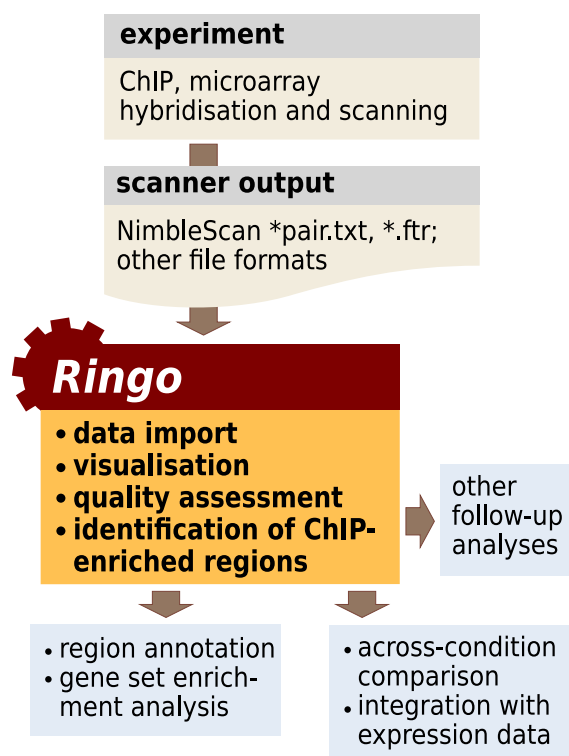 experiment
ChIP, microarray
hybridisation and scanning
scanner output
NimbleScan *pair.txt, *.ftr;
other file formats
Ringo
• data import
• visualisation
• quality assessment
• identification of ChIP-
enriched regions
other
follow-up
analyses
• region annotation
• gene set enrich-
ment analysis
• across-condition
comparison
• integration with
expression data